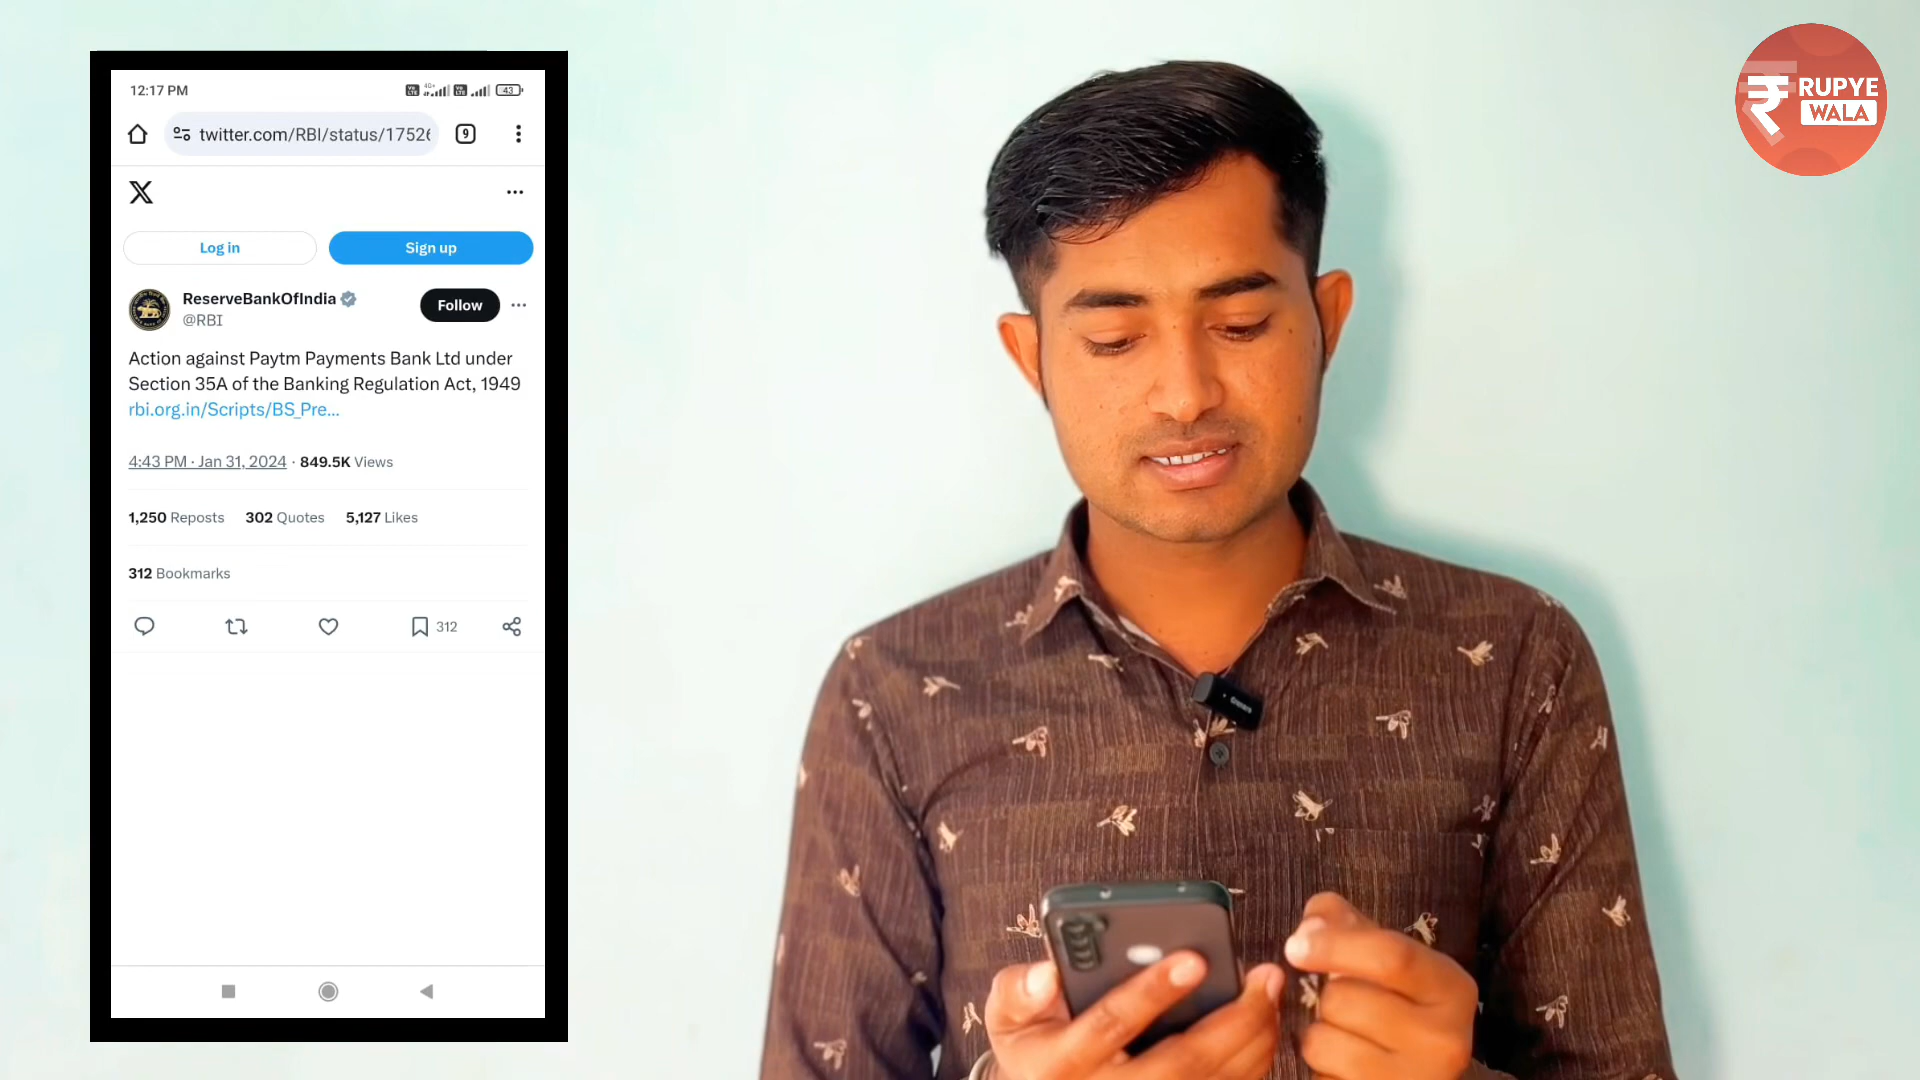 12:17 PM
43
twitter.com/RBI/status/1752
9
Log in
Sign up
ReserveBankOfIndia
@RBI
Follow
Action against Paytm Payments Bank Ltd under
Section 35A of the Banking Regulation Act, 1949
rbi.org.in/Scripts/BS_Pre...
4:43 PM · Jan 31, 2024 · 849.5K Views
1,250 Reposts 302 Quotes 5,127 Likes
312 Bookmarks
312
₹ RUPYE
WALA